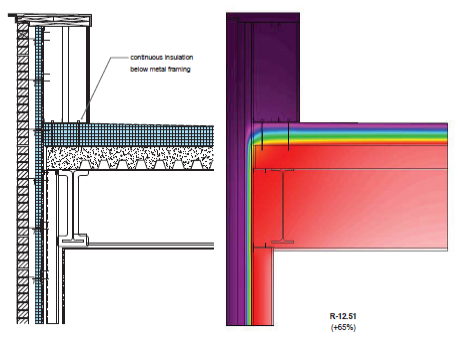 continuous insulation
below metal framing
R-12.51
(+65%)